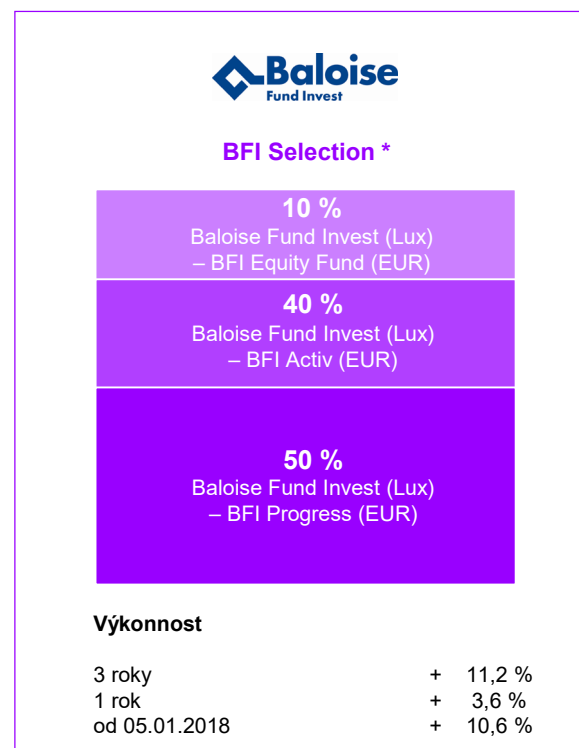 Baloise
Fund Invest
BFI Selection *
10 %
Baloise Fund Invest (Lux)
– BFI Equity Fund (EUR)
40 %
Baloise Fund Invest (Lux)
– BFI Activ (EUR)
50 %
Baloise Fund Invest (Lux)
– BFI Progress (EUR)
Výkonnost
3 roky + 11,2 %
1 rok + 3,6 %
od 05.01.2018 + 10,6 %